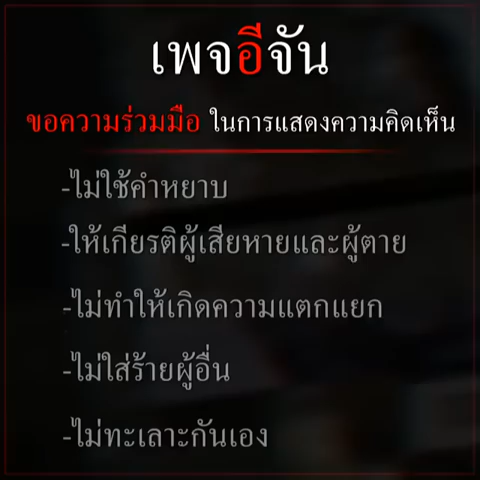 เพจอีจัน
ขอความร่วมมือ ในการแสดงความคิดเห็น
-ไม่ใช้คำหยาบ
-ให้เกียรติผู้เสียหายและผู้ตาย
-ไม่ทำให้เกิดความแตกแยก
-ไม่ใส่ร้ายผู้อื่น
-ไม่ทะเลาะกันเอง